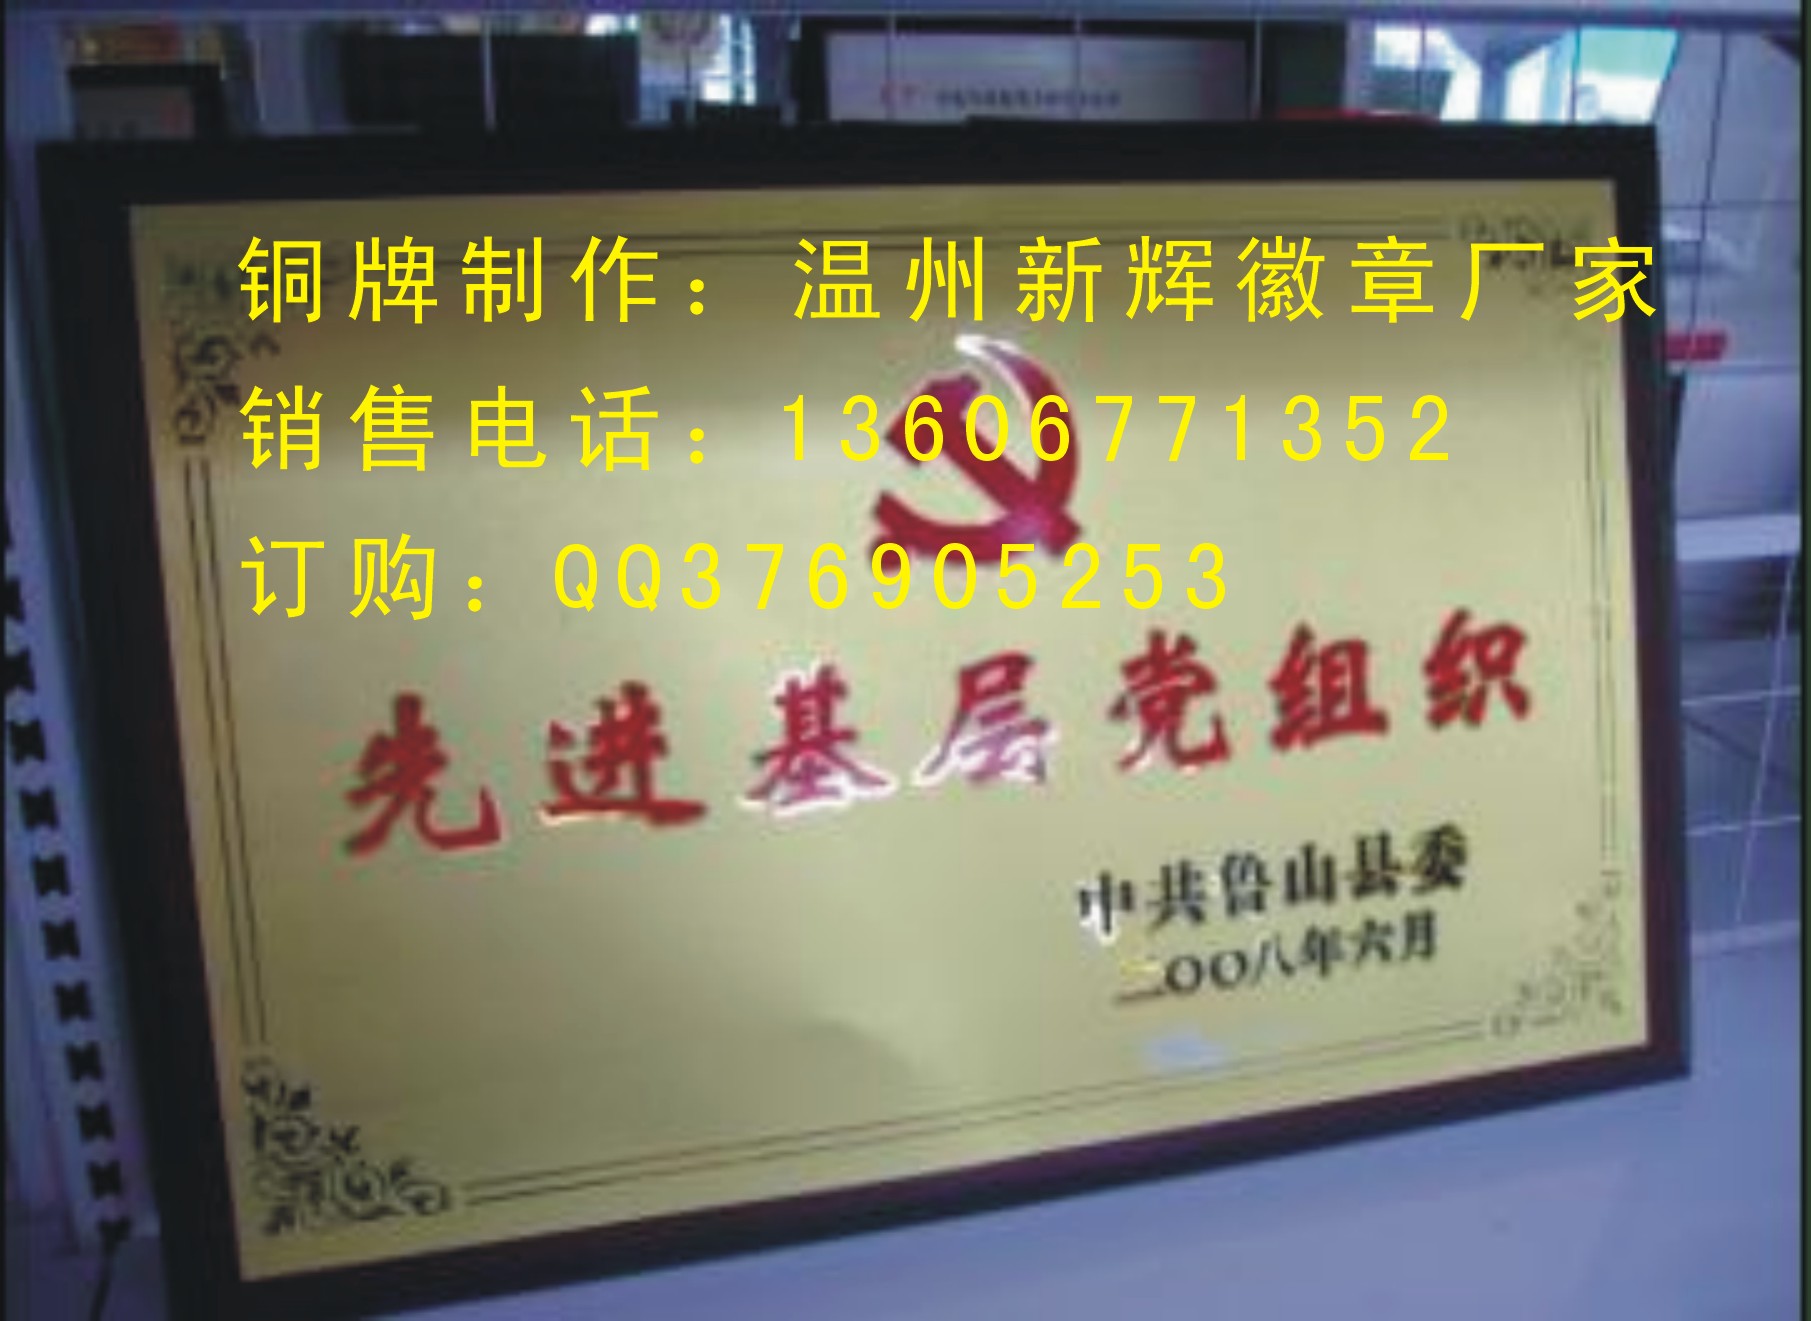 铜牌制作：温州新辉徽章厂家
销售电话：13606771352
订购：QQ376905253
先进基层党组织
中共鲁山县委
二〇〇八年六月